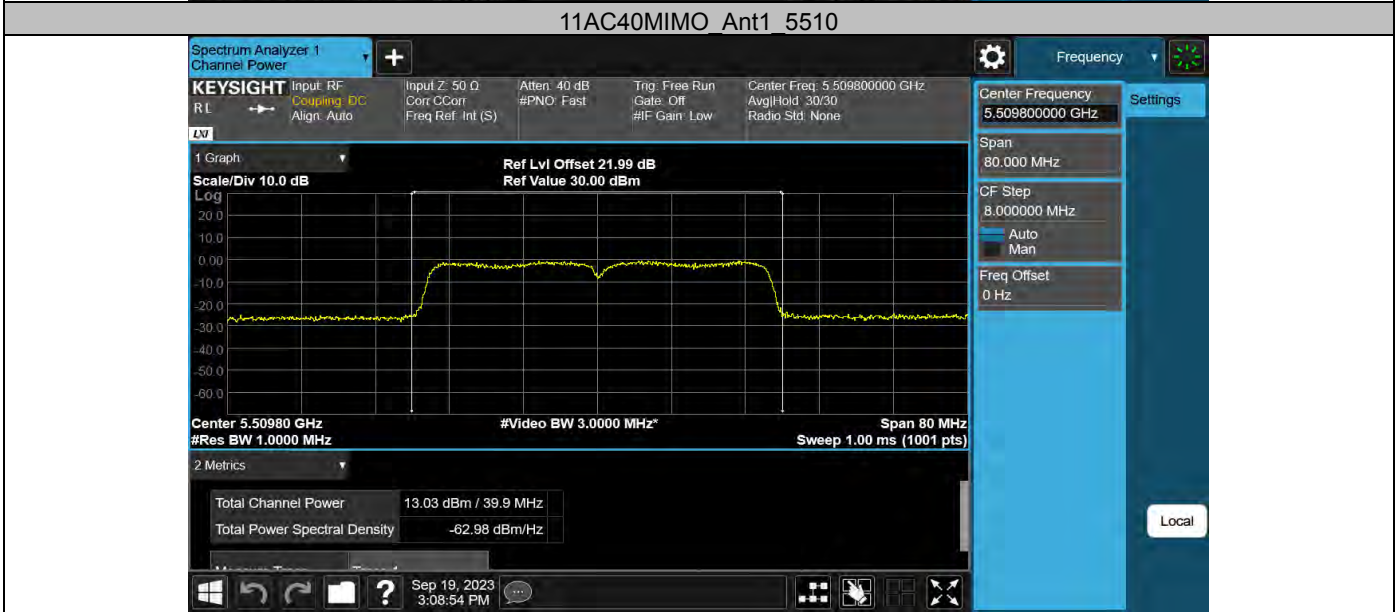 11AC40MIMO_Ant1_5510
Spectrum Analyzer 1
Channel Power
+
Frequency
KEYSIGHT
R L
LXI
Input: RF
Coupling: DC
Align: Auto
Input Z: 50 Ω
Corr CCorr
Freq Ref: Int (S)
Atten: 40 dB
#PNO: Fast
Trig: Free Run
Gate: Off
#IF Gain: Low
Center Freq: 5.509800000 GHz
Avg|Hold: 30/30
Radio Std: None
Center Frequency
5.509800000 GHz
Settings
Span
80.000 MHz
CF Step
8.000000 MHz
Auto
Man
Freq Offset
0 Hz
1 Graph
Scale/Div 10.0 dB
Ref Lvl Offset 21.99 dB
Ref Value 30.00 dBm
Log
20.0
10.0
0.00
-10.0
-20.0
-30.0
-40.0
-50.0
-60.0
Center 5.50980 GHz
#Res BW 1.0000 MHz
#Video BW 3.0000 MHz*
Span 80 MHz
Sweep 1.00 ms (1001 pts)
2 Metrics
Total Channel Power 13.03 dBm / 39.9 MHz
Total Power Spectral Density -62.98 dBm/Hz
Local
?
Sep 19, 2023
3:08:54 PM